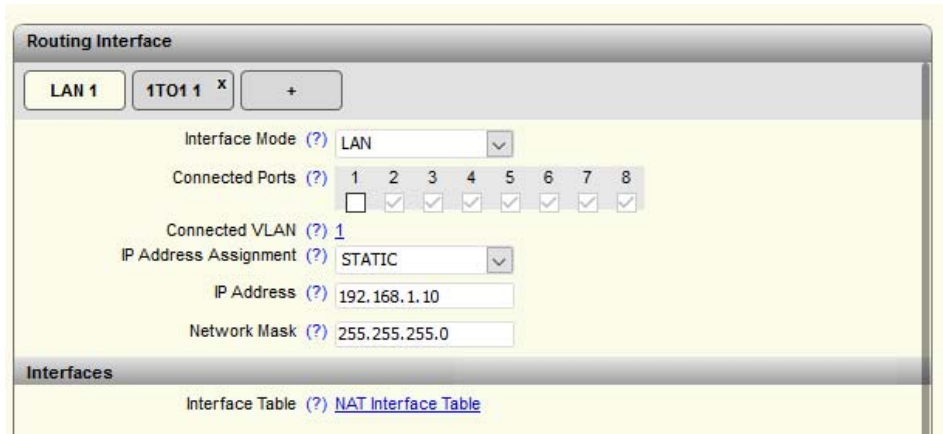 Routing Interface
LAN 1 1TO1 1 x +
Interface Mode (?) LAN
Connected Ports (?) 1 2 3 4 5 6 7 8
Connected VLAN (?) 1
IP Address Assignment (?) STATIC
IP Address (?) 192.168.1.10
Network Mask (?) 255.255.255.0
Interfaces
Interface Table (?) NAT Interface Table